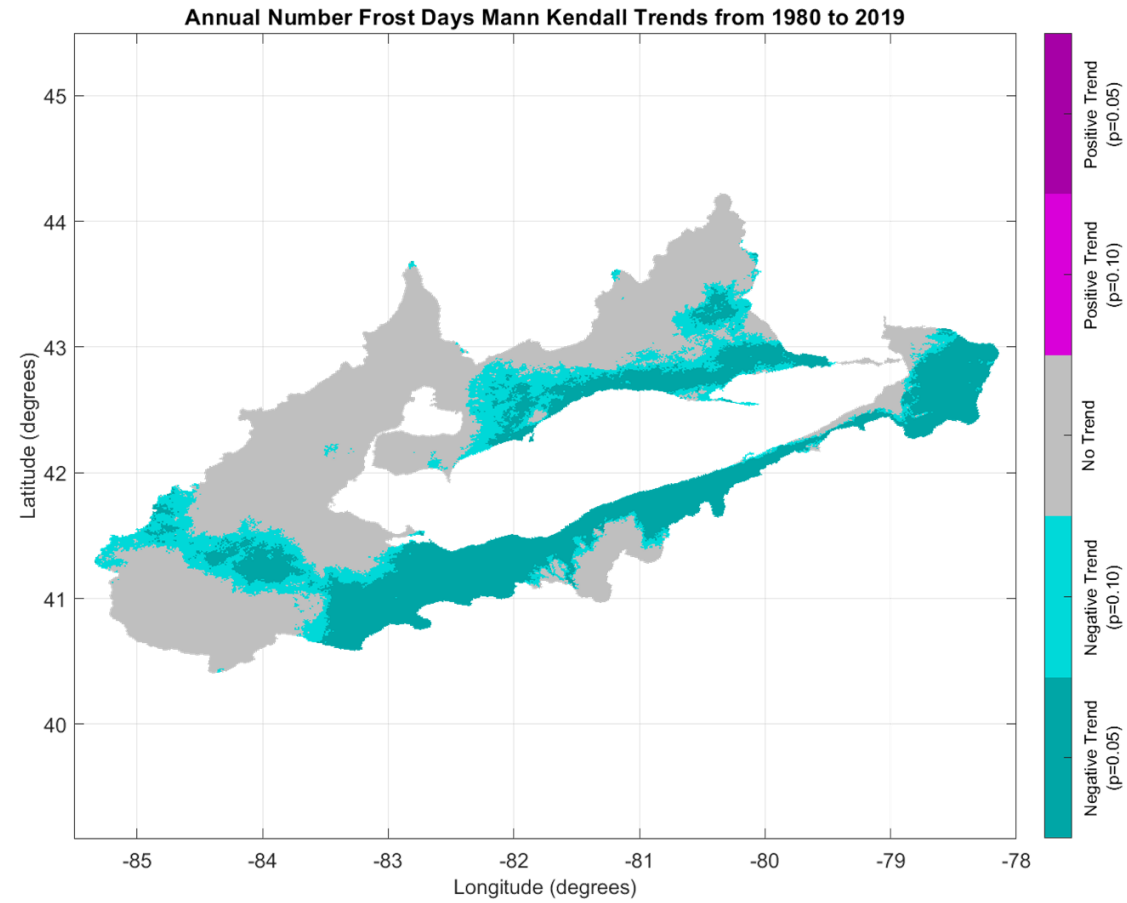 Annual Number Frost Days Mann Kendall Trends from 1980 to 2019
45
44
43
42
41
40
Latitude (degrees)
-85
-84
-83
-82
-81
-80
-79
-78
Longitude (degrees)
Positive Trend
(p=0.05)
Positive Trend
(p=0.10)
No Trend
Negative Trend
(p=0.10)
Negative Trend
(p=0.05)